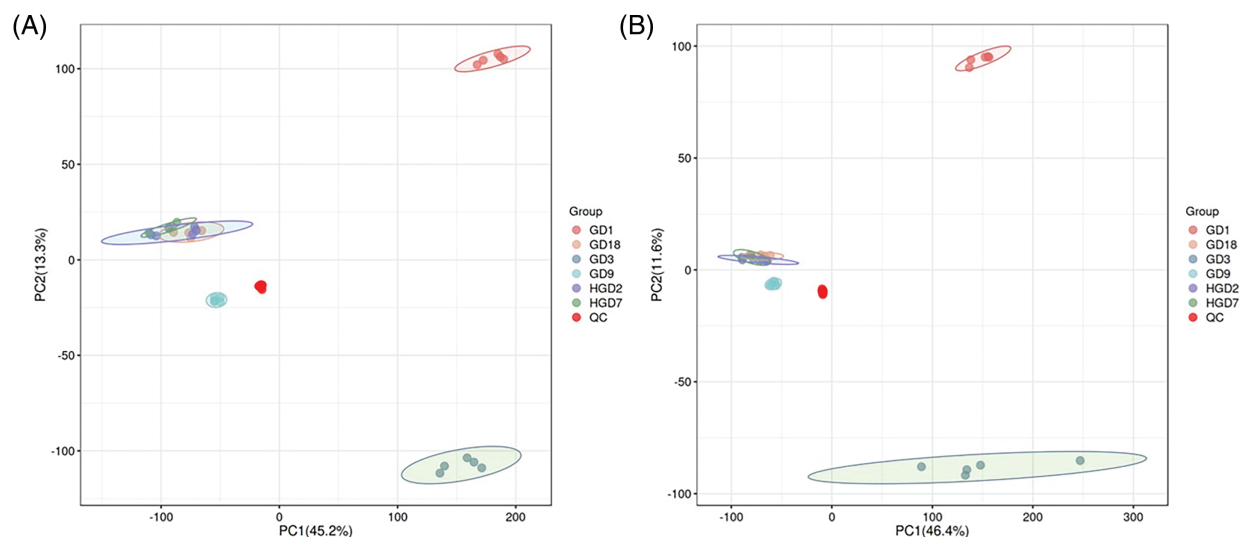 (A)
100
50
0
-50
-100
PC2(13.3%)
-100
0
100
200
PC1(45.2%)
Group
GD1
GD18
GD3
GD9
HGD2
HGD7
QC
(B)
100
50
0
-50
-100
PC2(11.6%)
-100
0
100
200
300
PC1(46.4%)
Group
GD1
GD18
GD3
GD9
HGD2
HGD7
QC